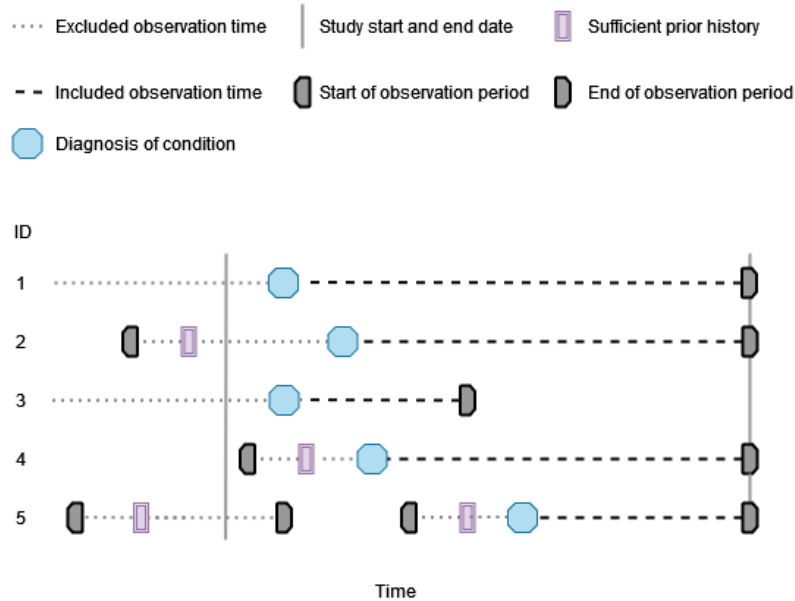 Excluded observation time Study start and end date Sufficient prior history
Included observation time Start of observation period End of observation period
Diagnosis of condition
ID
1
2
3
4
5
Time